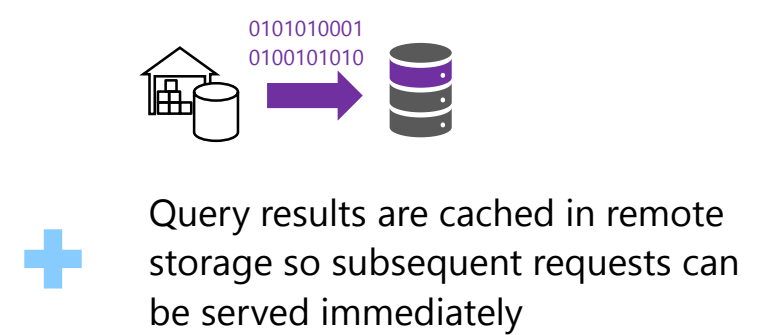 0101010001
0100101010
Query results are cached in remote
storage so subsequent requests can
be served immediately